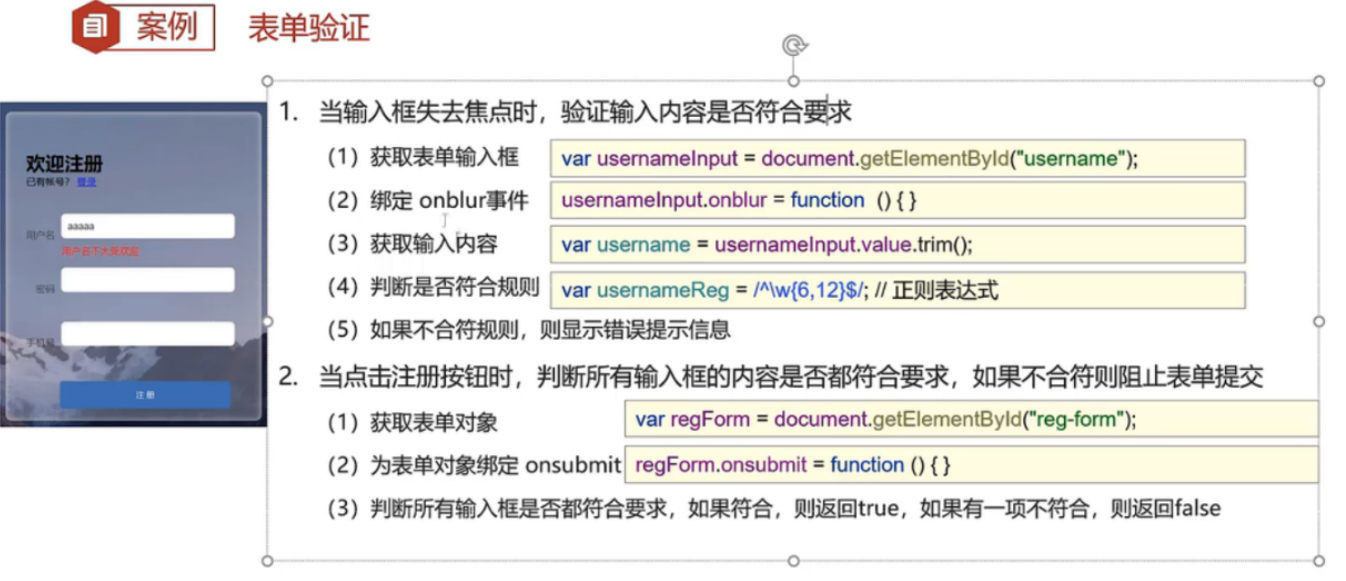 案例 表单验证
欢迎注册
已有帐号? 登录
用户名 aaaaa
用户名不太受欢迎
密码
手机号
注册
1. 当输入框失去焦点时，验证输入内容是否符合要求
(1) 获取表单输入框 var usernameInput = document.getElementById("username");
(2) 绑定 onblur事件 usernameInput.onblur = function () { }
(3) 获取输入内容 var username = usernameInput.value.trim();
(4) 判断是否符合规则 var usernameReg = /^\w{6,12}$/; // 正则表达式
(5) 如果不合符规则，则显示错误提示信息
2. 当点击注册按钮时，判断所有输入框的内容是否都符合要求，如果不合符则阻止表单提交
(1) 获取表单对象 var regForm = document.getElementById("reg-form");
(2) 为表单对象绑定 onsubmit regForm.onsubmit = function () { }
(3) 判断所有输入框是否都符合要求，如果符合，则返回true，如果有一项不符合，则返回false